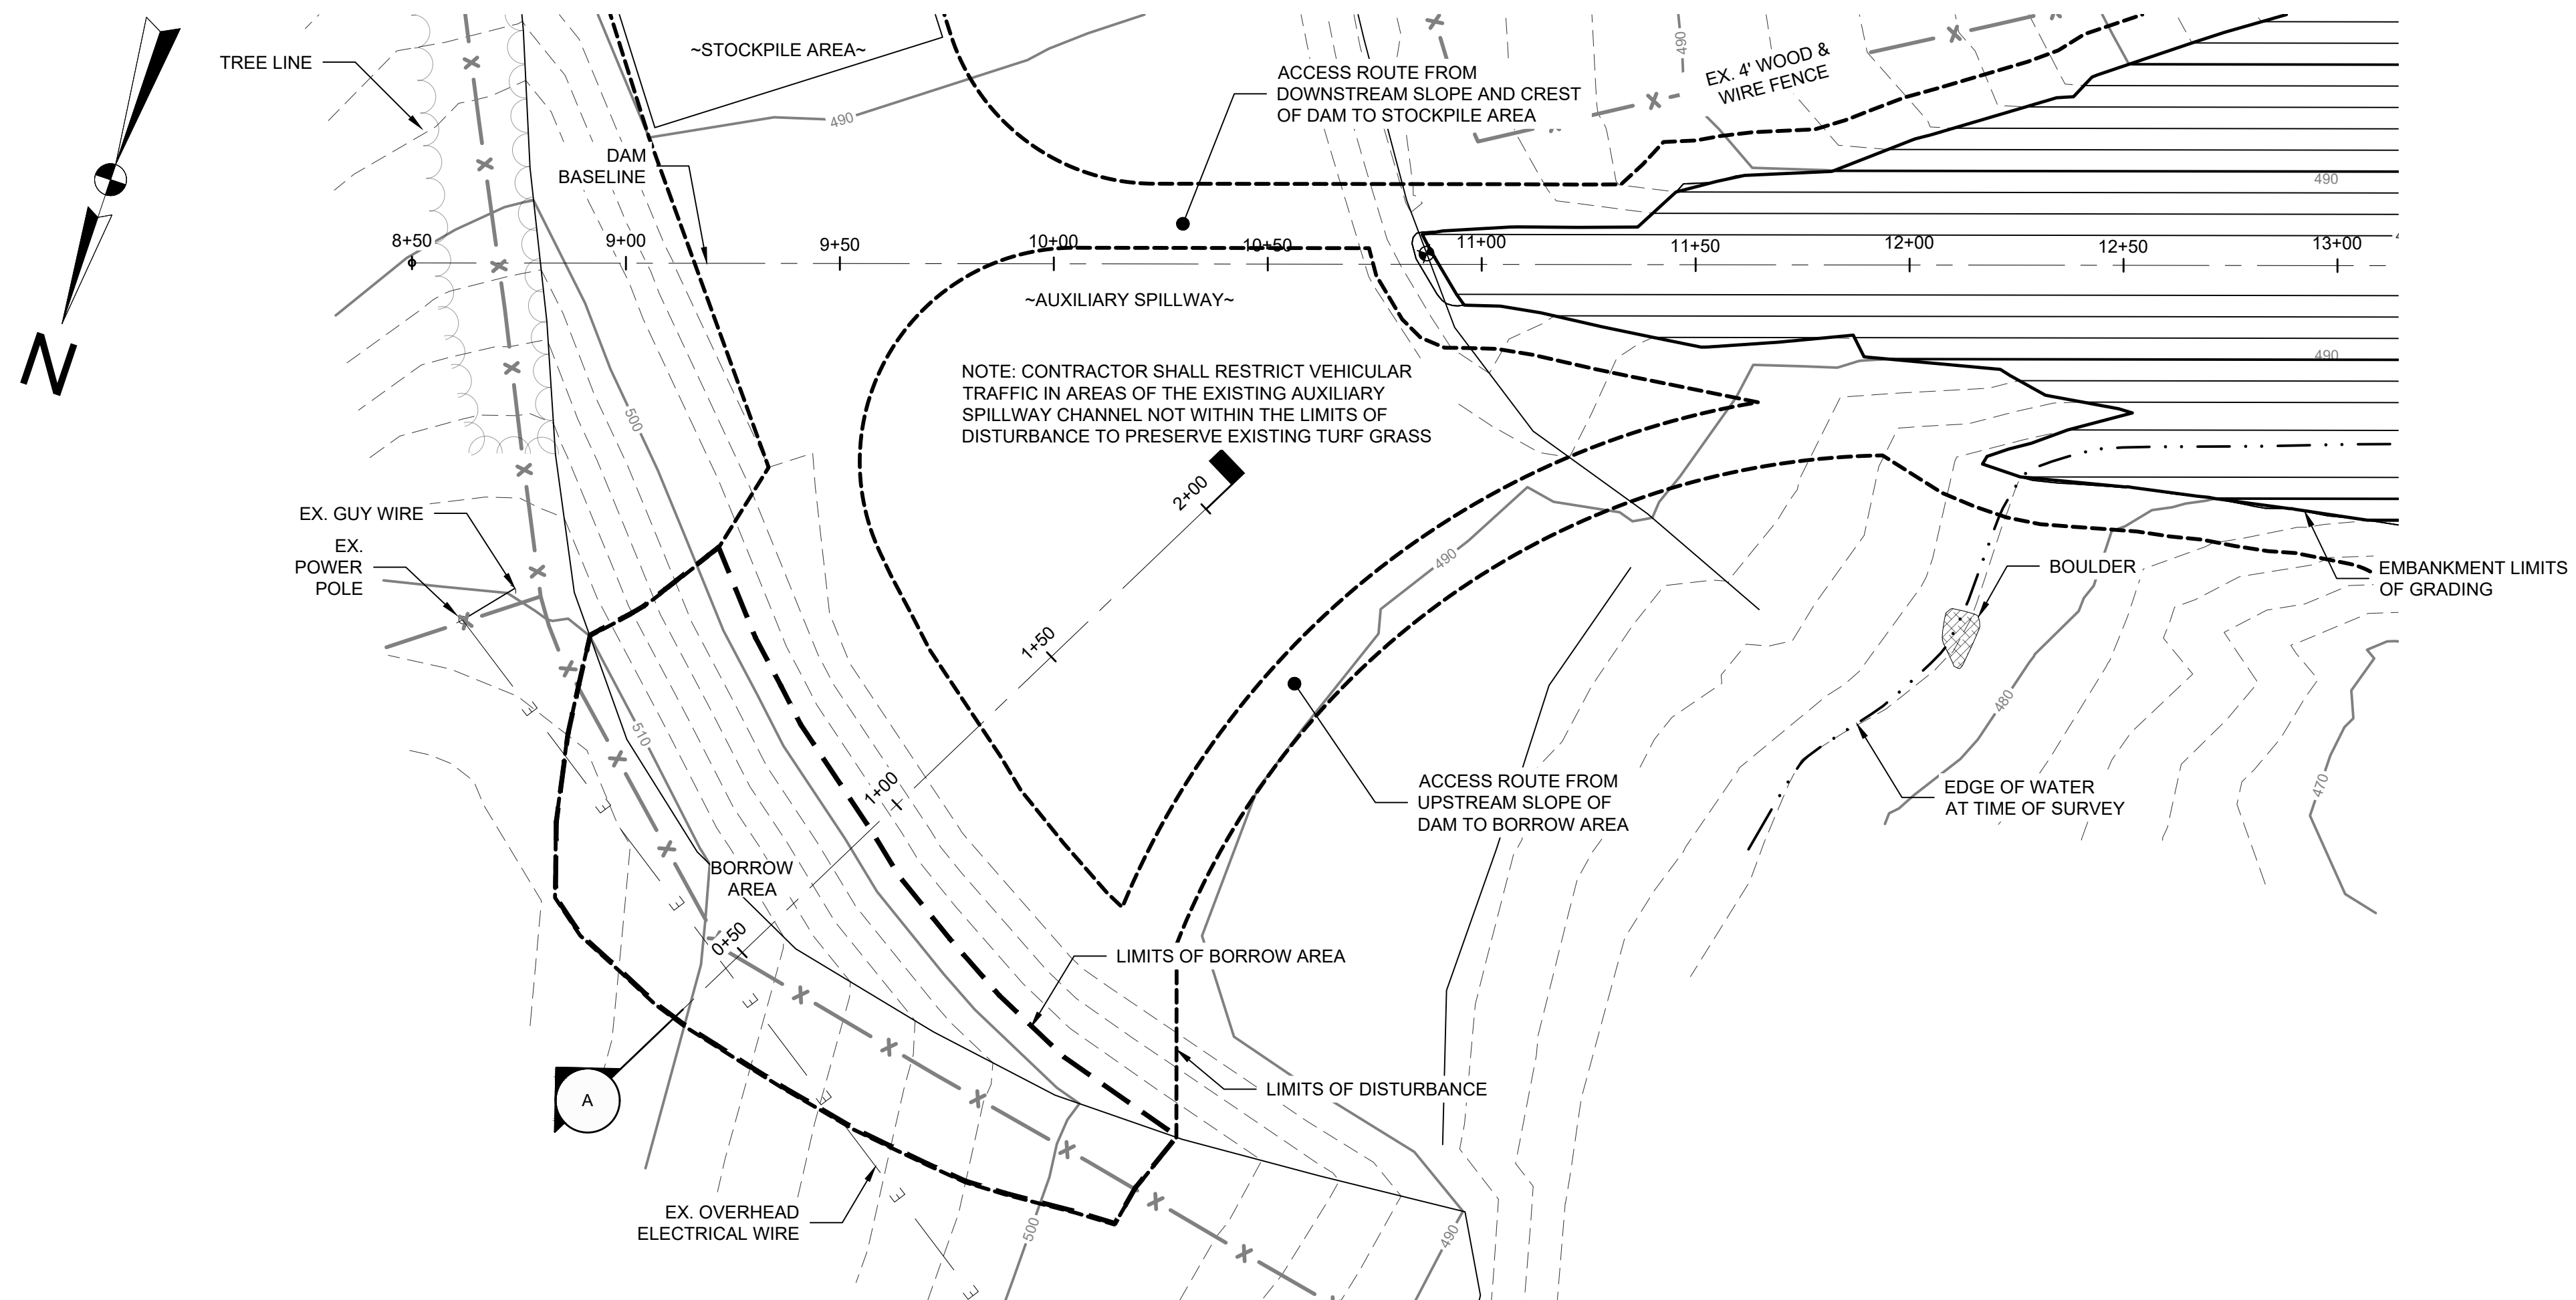 ~STOCKPILE AREA~
TREE LINE
490
EX. 4' WOOD &
WIRE FENCE
ACCESS ROUTE FROM
DOWNSTREAM SLOPE AND CREST
OF DAM TO STOCKPILE AREA
490
DAM
BASELINE
490
8+50
9+00
9+50
10+00
10+50
11+00
11+50
12+00
12+50
13+00
~AUXILIARY SPILLWAY~
N
490
NOTE: CONTRACTOR SHALL RESTRICT VEHICULAR
TRAFFIC IN AREAS OF THE EXISTING AUXILIARY
SPILLWAY CHANNEL NOT WITHIN THE LIMITS OF
DISTURBANCE TO PRESERVE EXISTING TURF GRASS
500
2+00
EX. GUY WIRE
EX.
POWER
POLE
490
BOULDER
EMBANKMENT LIMITS
OF GRADING
1+50
480
510
E
1+00
ACCESS ROUTE FROM
UPSTREAM SLOPE OF
DAM TO BORROW AREA
EDGE OF WATER
AT TIME OF SURVEY
470
E
BORROW
AREA
E
0+50
LIMITS OF BORROW AREA
E
A
LIMITS OF DISTURBANCE
E
E
EX. OVERHEAD
ELECTRICAL WIRE
500
490
E